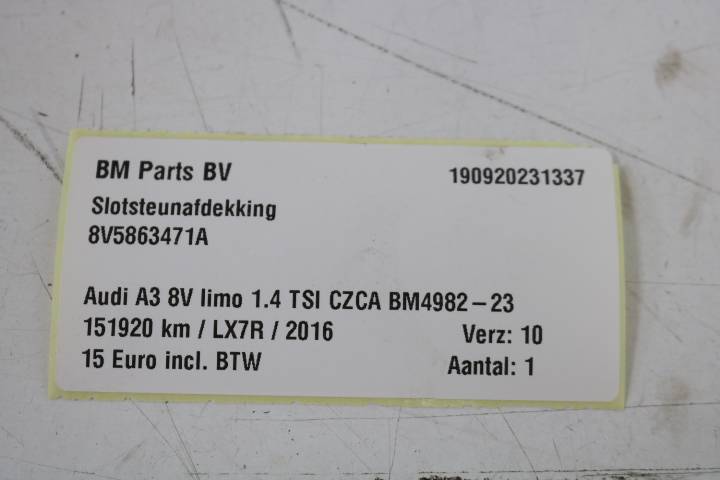 BM Parts BV 190920231337
Slotsteunafdekking
8V5863471A
Audi A3 8V limo 1.4 TSI CZCA BM4982-23
151920 km / LX7R / 2016 Verz: 10
15 Euro incl. BTW Aantal: 1